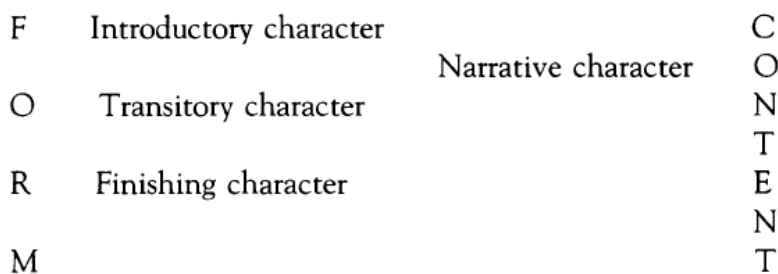 F Introductory character C
Narrative character O
O Transitory character N
T
R Finishing character E
N
M T